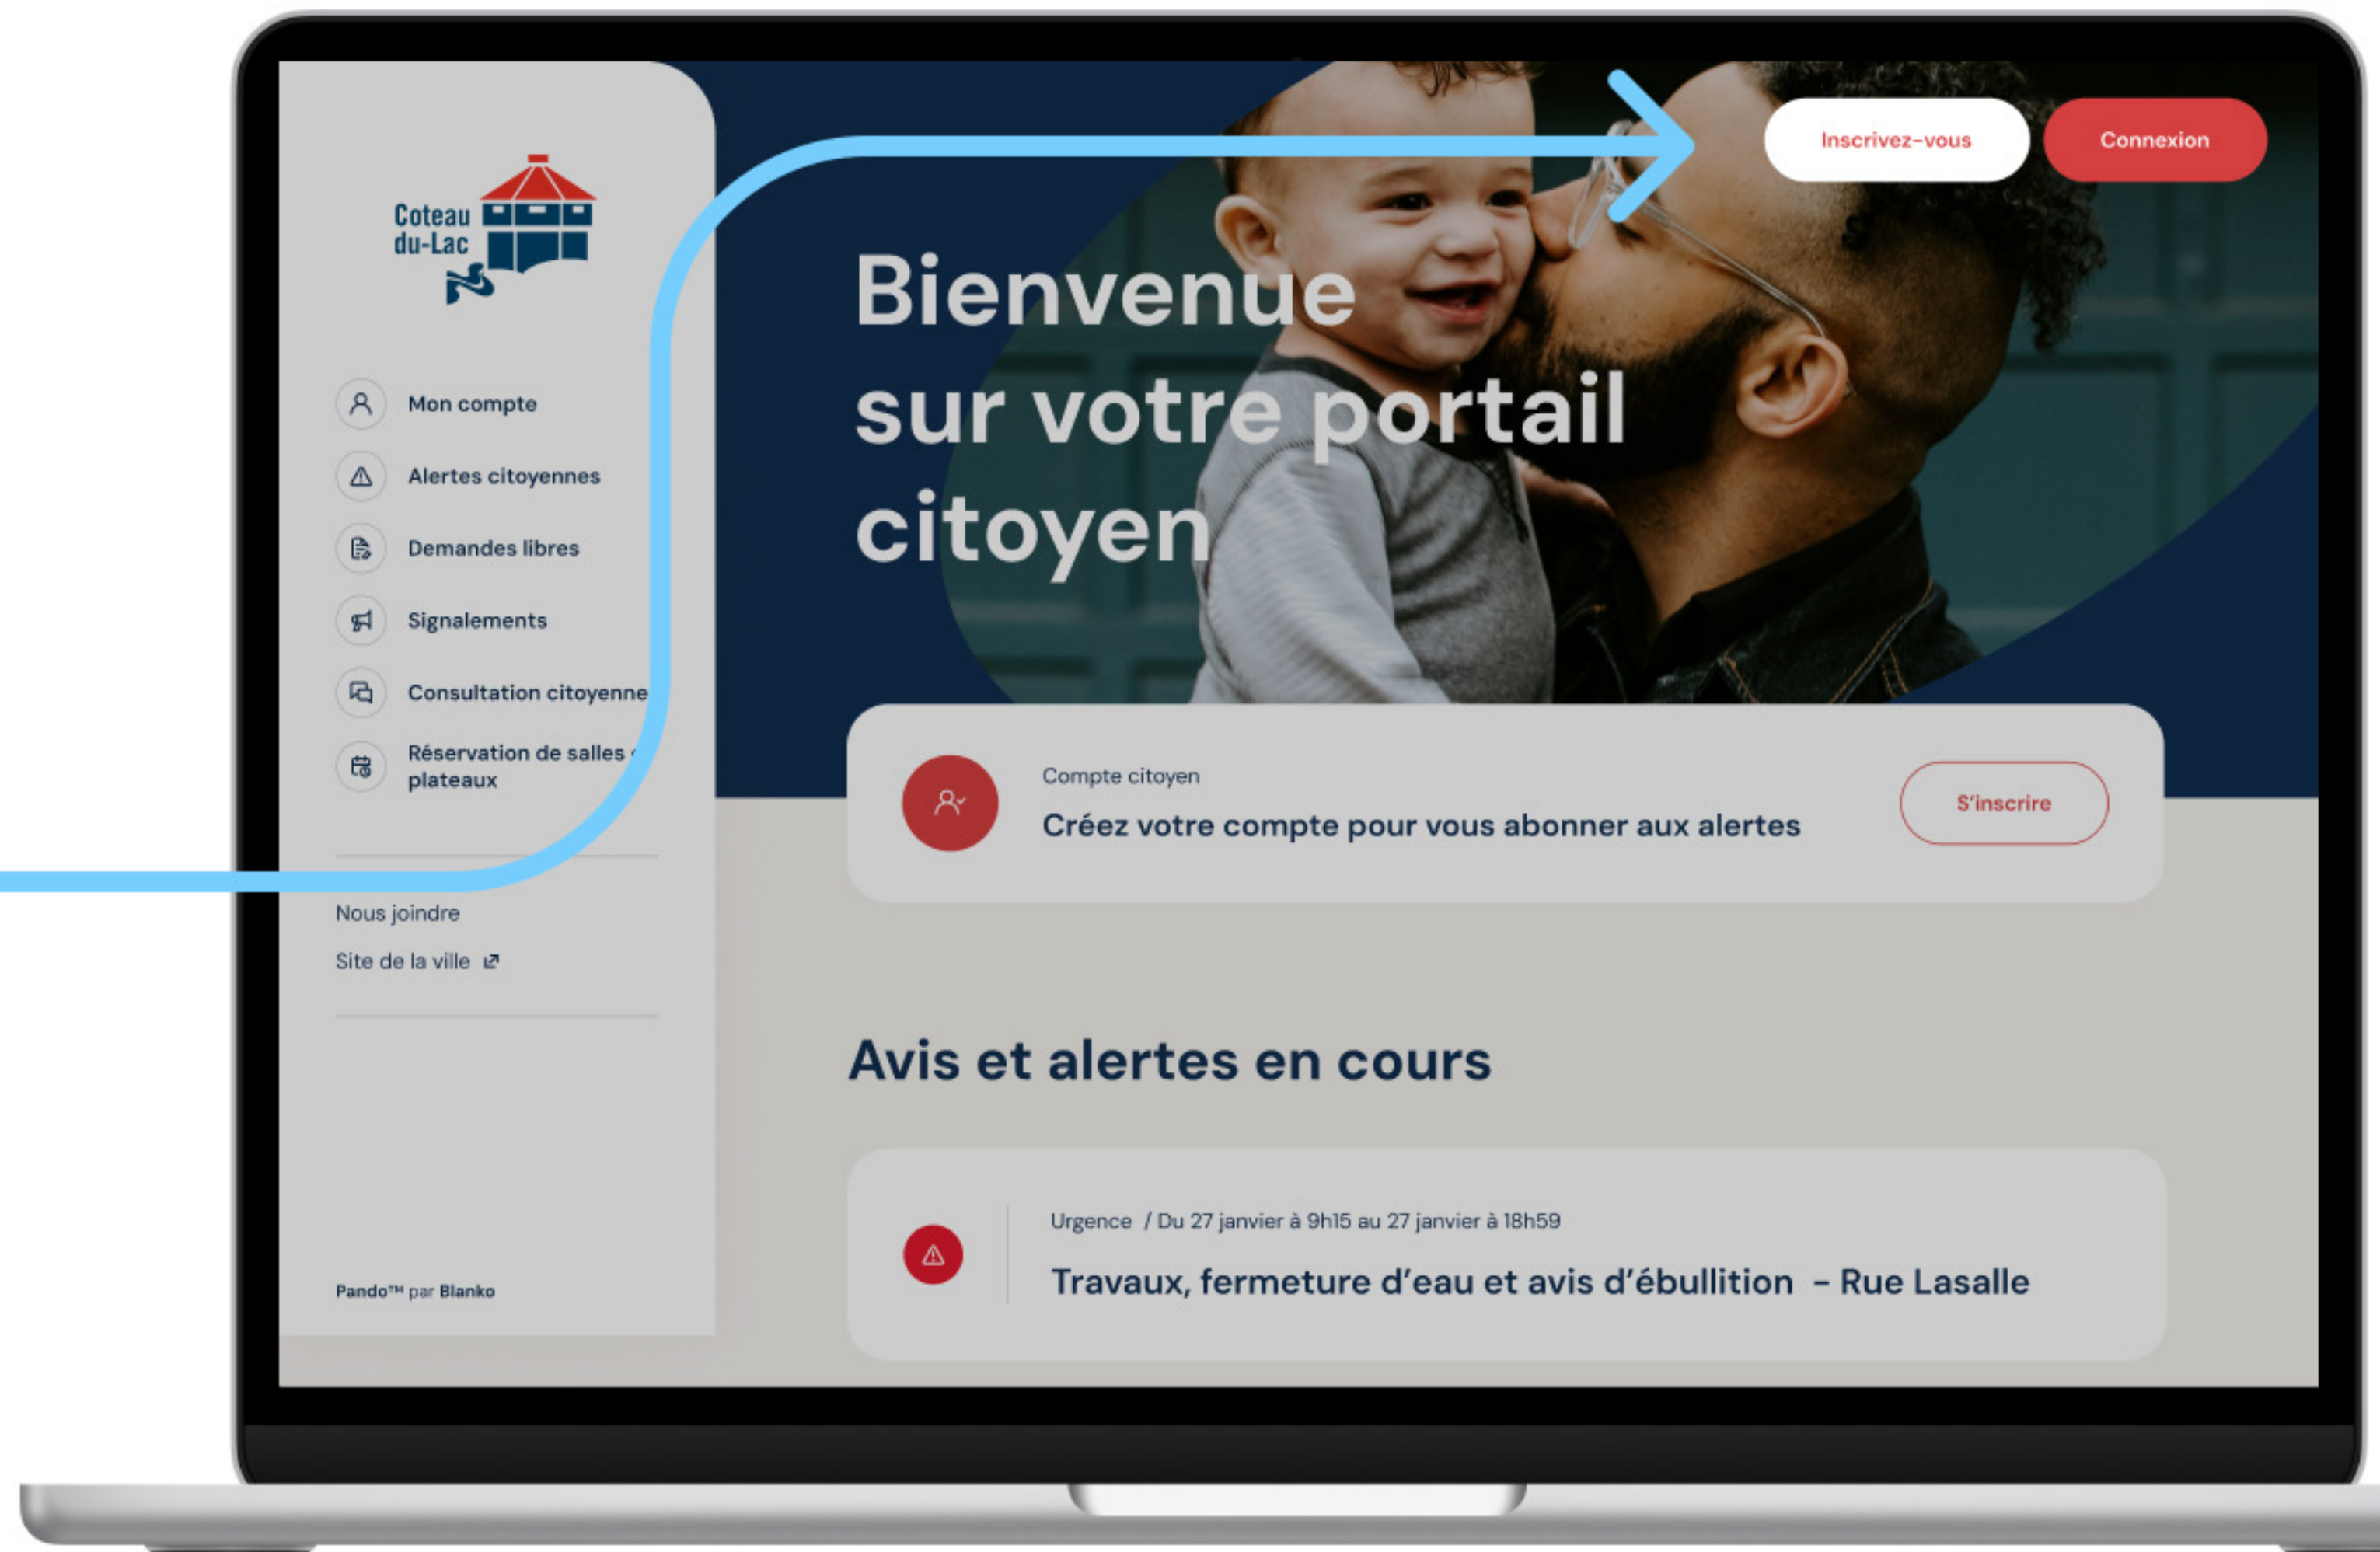 Coteau
du-Lac
Mon compte
Alertes citoyennes
Demandes libres
Signalements
Consultation citoyenne
Réservation de salles
plateaux
Nous joindre
Site de la ville
Pando™ par Blanko
Inscrivez-vous
Connexion
Bienvenue
sur votre portail
citoyen
Compte citoyen
Créez votre compte pour vous abonner aux alertes
S'inscrire
Avis et alertes en cours
Urgence / Du 27 janvier à 9h15 au 27 janvier à 18h59
Travaux, fermeture d'eau et avis d'ébullition - Rue Lasalle